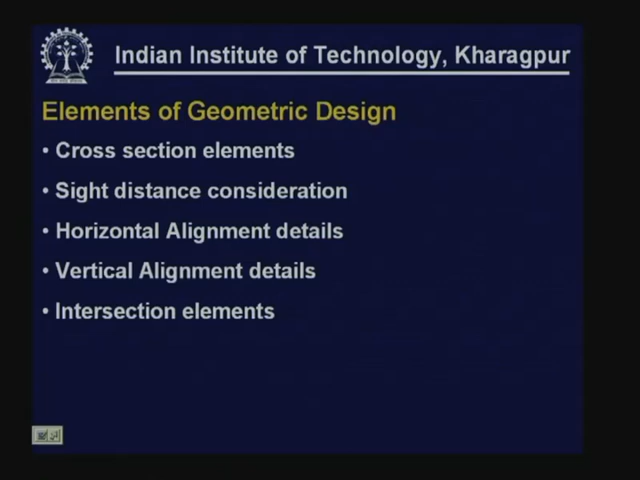 Indian Institute of Technology, Kharagpur
Elements of Geometric Design
• Cross section elements
• Sight distance consideration
• Horizontal Alignment details
• Vertical Alignment details
• Intersection elements